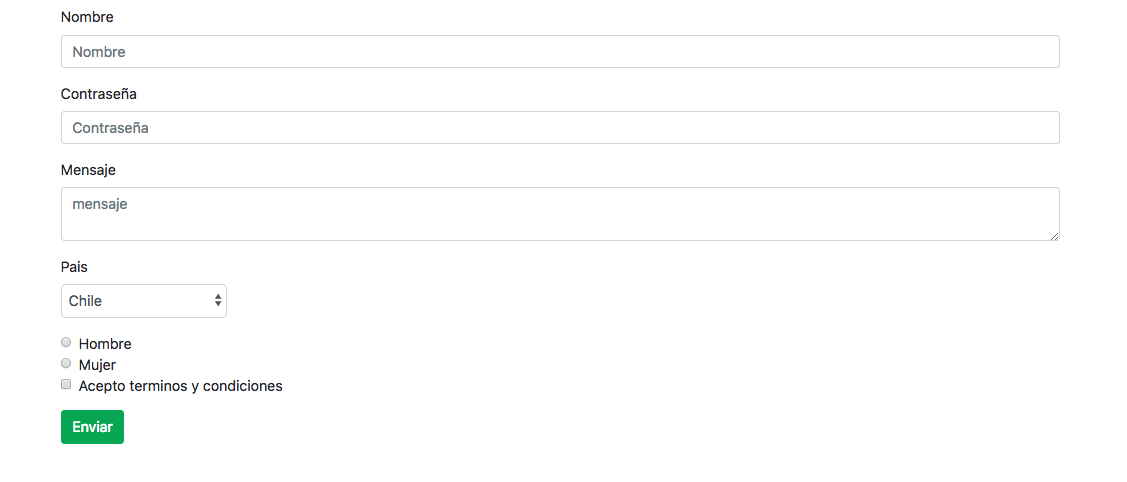 Nombre
Nombre
Contraseña
Contraseña
Mensaje
mensaje
Pais
Chile
Hombre
Mujer
Acepto terminos y condiciones
Enviar